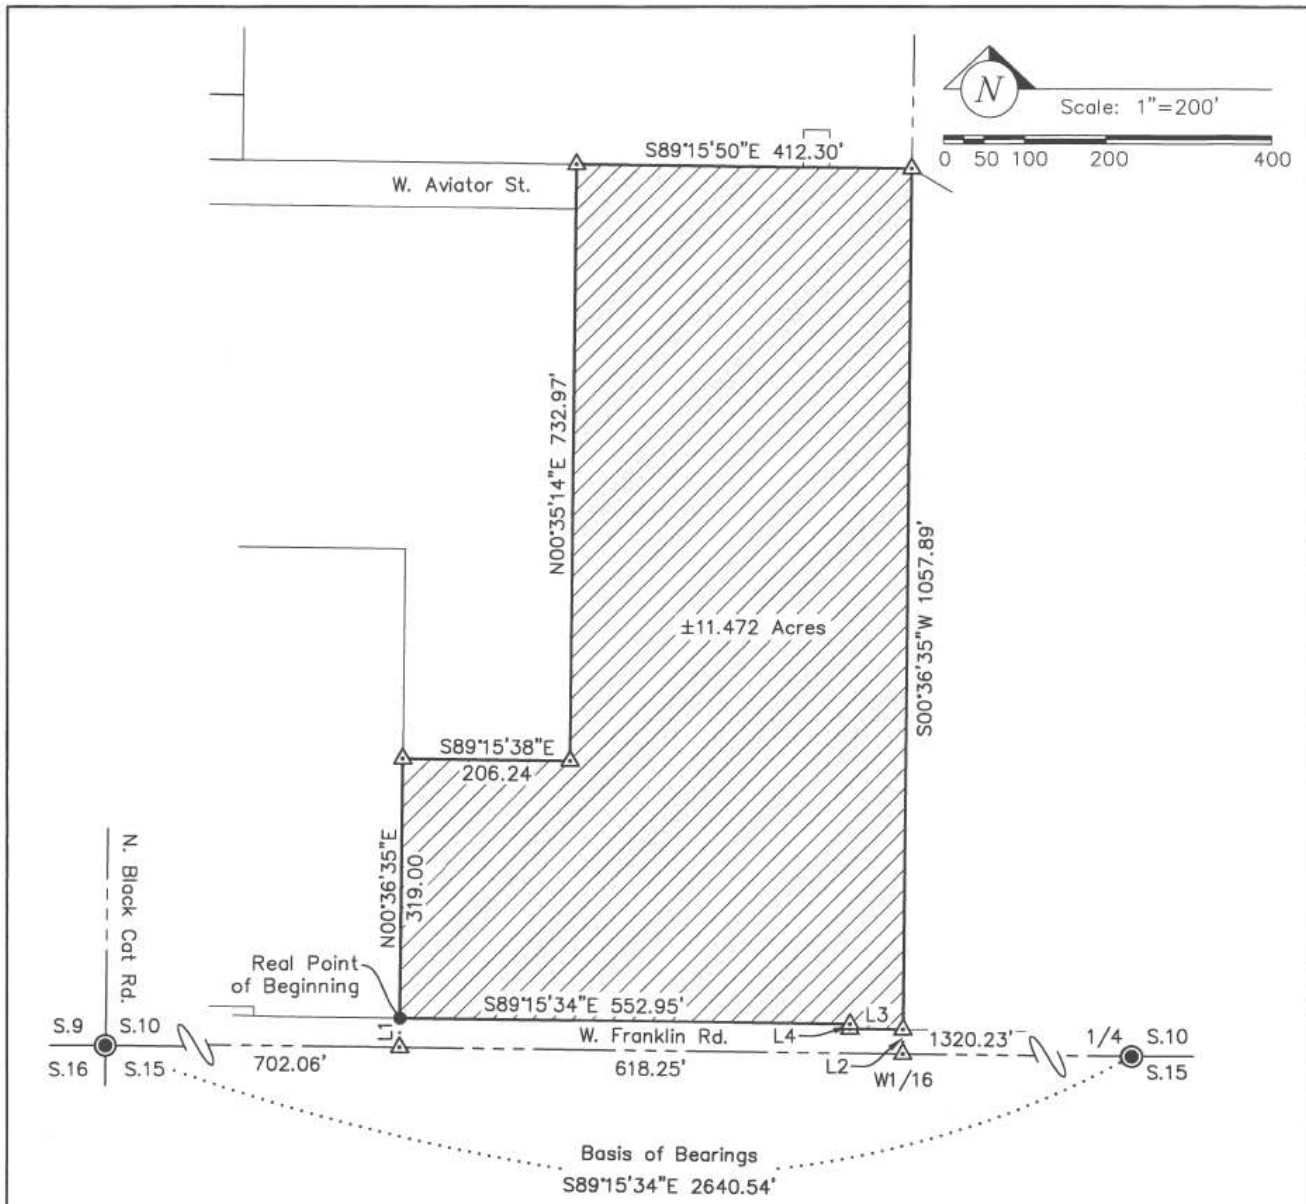 N
Scale: 1"=200'
0 50 100 200 400
S89°15'50"E 412.30'
W. Aviator St.
N00°35'14"E 732.97'
±11.472 Acres
S00°36'35"W 1057.89'
S89°15'38"E
206.24
N00°36'35"E
319.00
N. Black Cat Rd.
Real Point
of Beginning
S89°15'34"E 552.95'
L3
L4
L1
W. Franklin Rd.
L2
1320.23'
S.9 S.10
S.16 S.15
702.06'
618.25'
W1/16
1/4 S.10
S.15
Basis of Bearings
S89°15'34"E 2640.54'